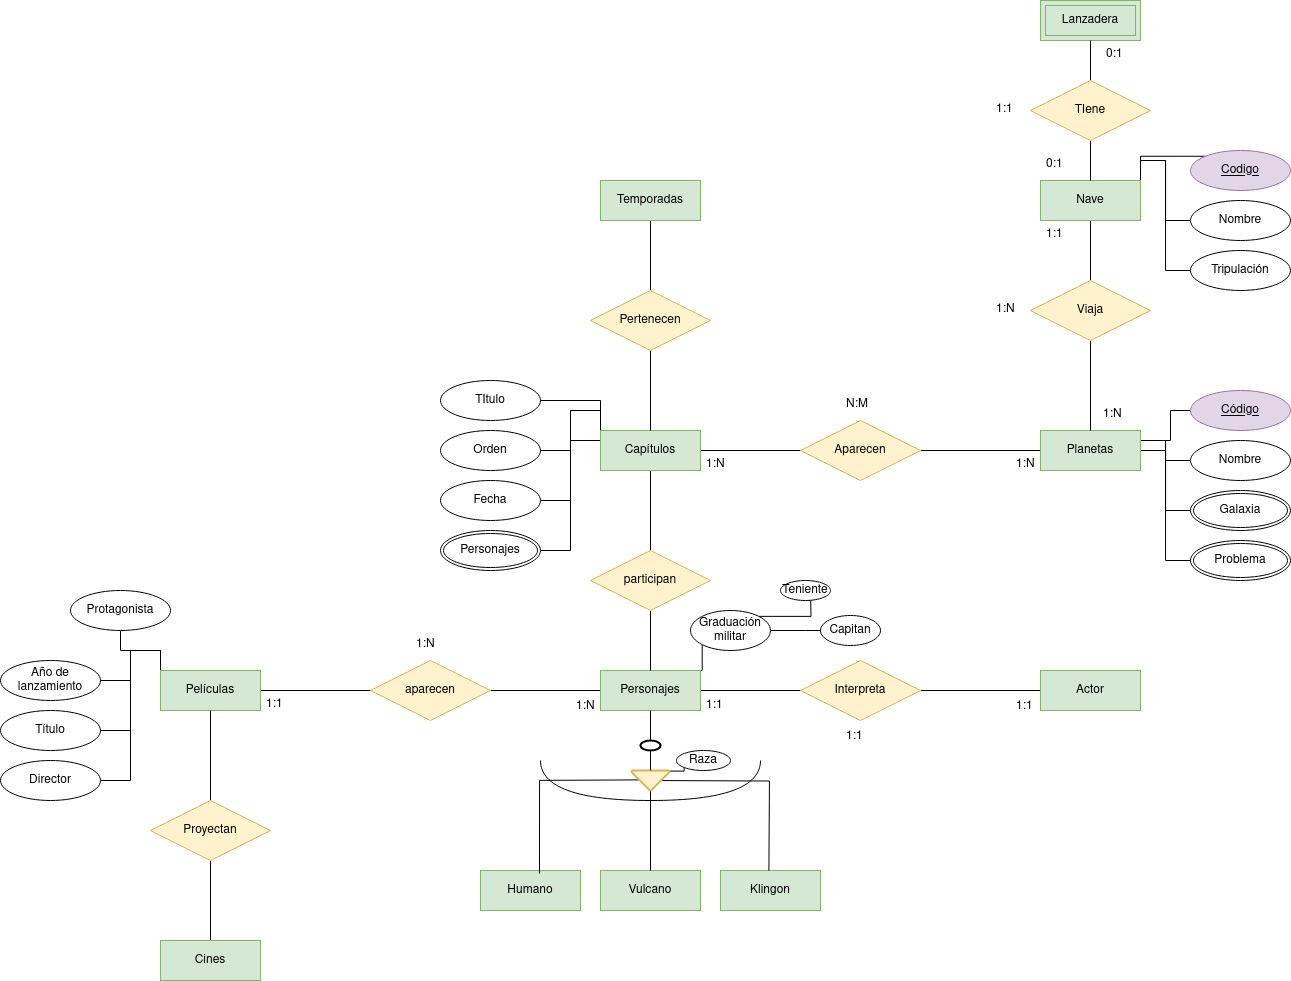 Lanzadera
0:1
1:1
TIene
0:1
Codigo
Temporadas
Nave
Nombre
1:1
Tripulación
1:N
Viaja
Pertenecen
TItulo
N:M
1:N
Código
Orden
Capítulos
Aparecen
Planetas
Nombre
1:N
1:N
Fecha
Galaxia
Personajes
Problema
participan
Teniente
Protagonista
Graduación
militar
Capitan
1:N
Año de
lanzamiento
Películas
aparecen
Personajes
Interpreta
Actor
1:1
1:N
1:1
1:1
Título
1:1
Raza
Director
Proyectan
Humano
Vulcano
Klingon
Cines